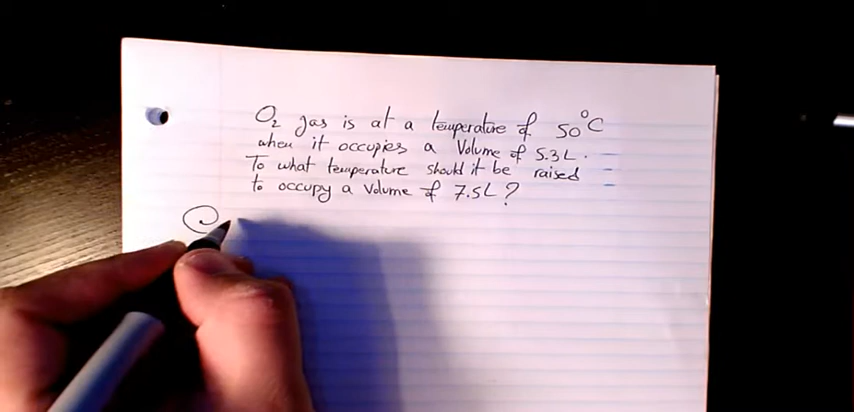 O₂ gas is at a temperature of 50°C
when it occupies a Volume of 5.3L.
To what temperature should it be raised
to occupy a Volume of 7.5L?